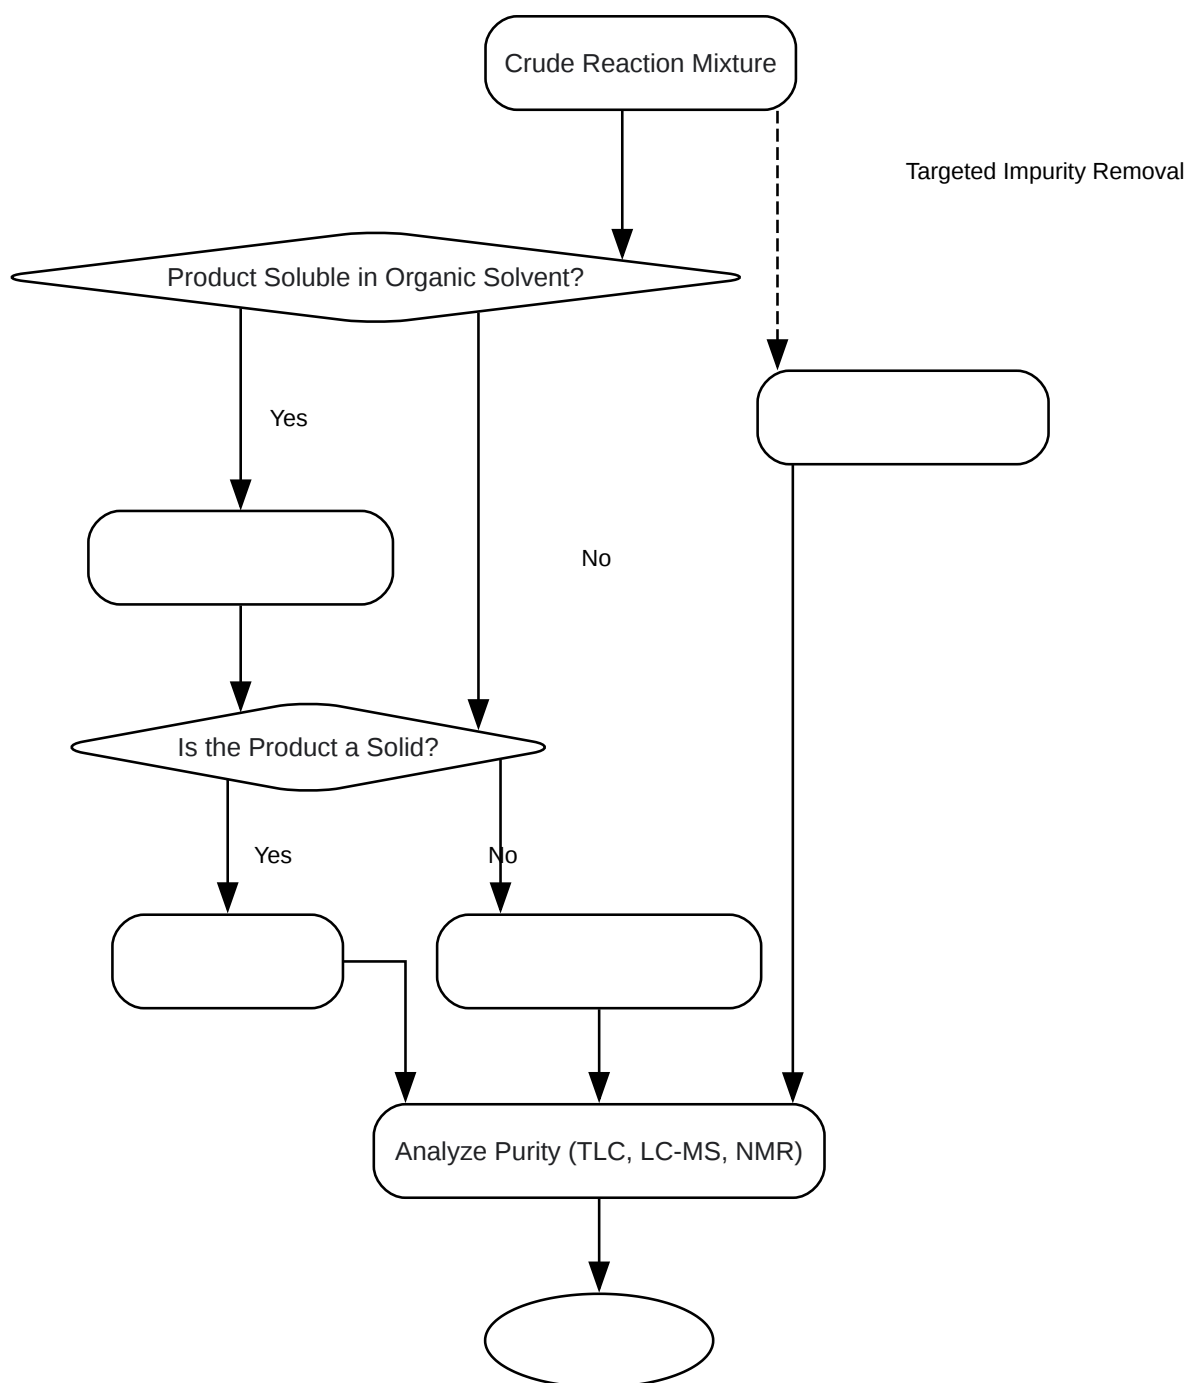 Crude Reaction Mixture
Targeted Impurity Removal
Product Soluble in Organic Solvent?
Yes
No
Is the Product a Solid?
Yes
No
Analyze Purity (TLC, LC-MS, NMR)